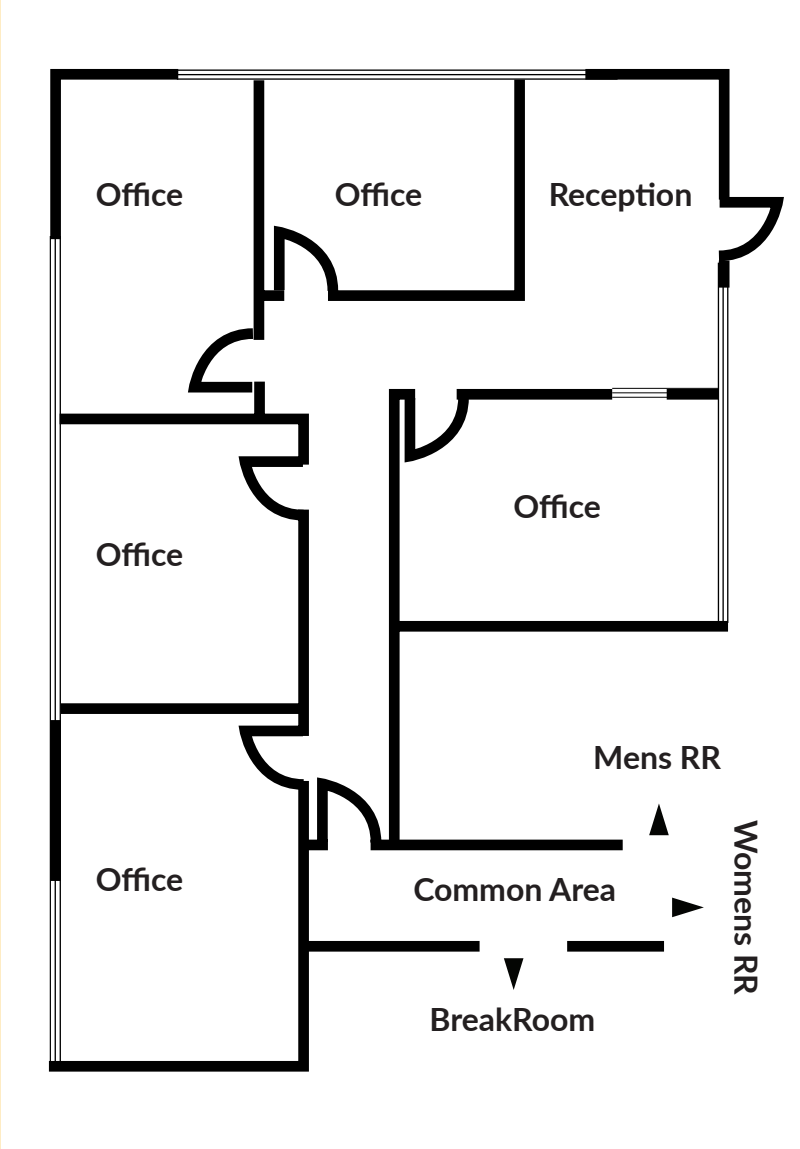 Office
Office
Reception
Office
Office
Mens RR
Womens RR
Office
Common Area
BreakRoom